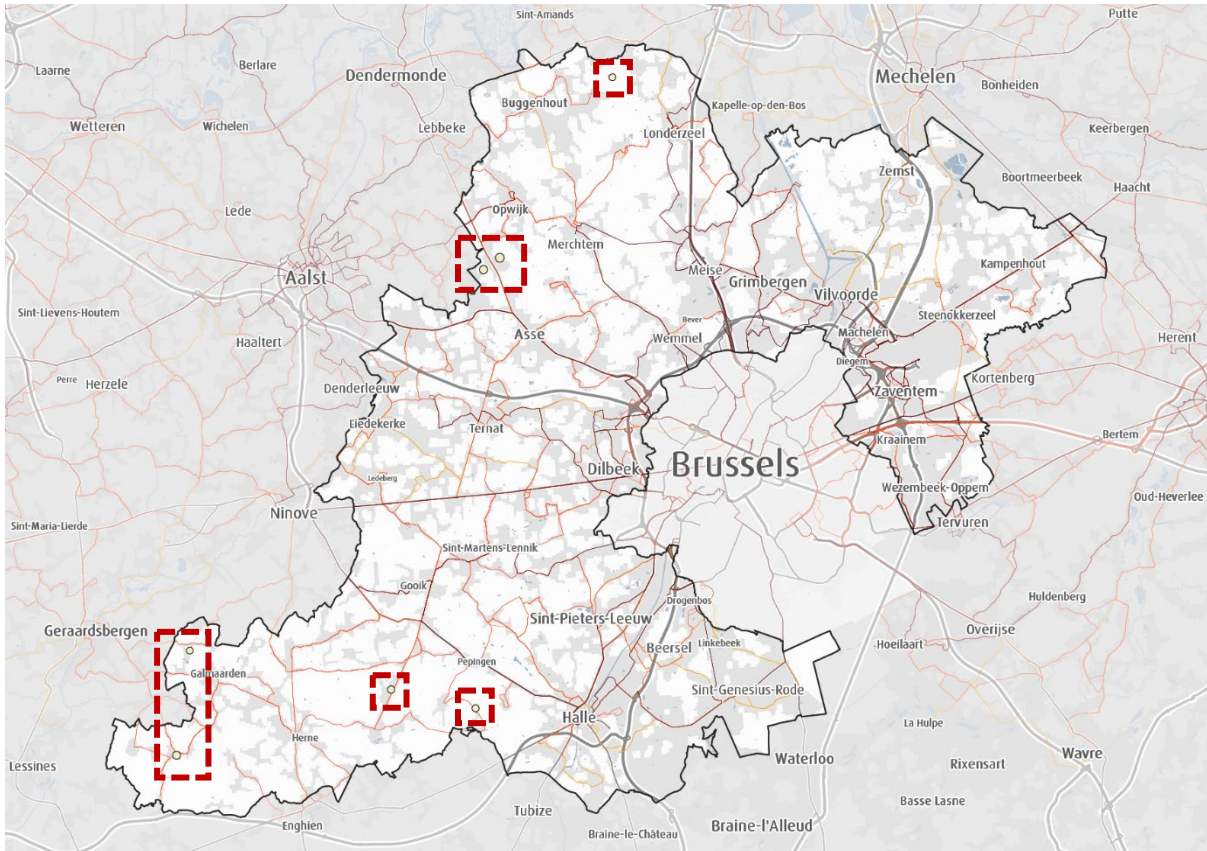 Sint-Amands
Putte
Laarne
Berlare
Dendermonde
Mechelen
Bonheiden
Buggenhout
Kapelle-op-den-Bos
Wetteren
Wichelen
Lebbeke
Londerzeel
Keerbergen
Zemst
Boortmeerbeek
Haacht
Lede
Opwijk
Merchtem
Aalst
Meise
Grimbergen
Kampenhout
Vilvoorde
Sint-Lievens-Houtem
Steenokkerzeel
Bever
Asse
Wemmel
Machelen
Haaltert
Herent
Diegem
Perre
Herzele
Denderleeuw
Zaventem
Kortenberg
Liedekerke
Ternat
Kraainem
Bertem
Dilbeek
Brussels
Ledeberg
Wezembeek-Oppem
Oud-Heverlee
Ninove
Sint-Maria-Lierde
Tervuren
Sint-Martens-Lennik
Gooik
Drogenbos
Huldenberg
Geraardsbergen
Sint-Pieters-Leeuw
Overijse
Beersel
Linkebeek
Hoeilaart
Pepingen
Galmaarden
Sint-Genesius-Rode
Halle
La Hulpe
Herne
Wavre
Lessines
Waterloo
Rixensart
Basse Lasne
Tubize
Enghien
Braine-l'Alleud
Braine-le-Château